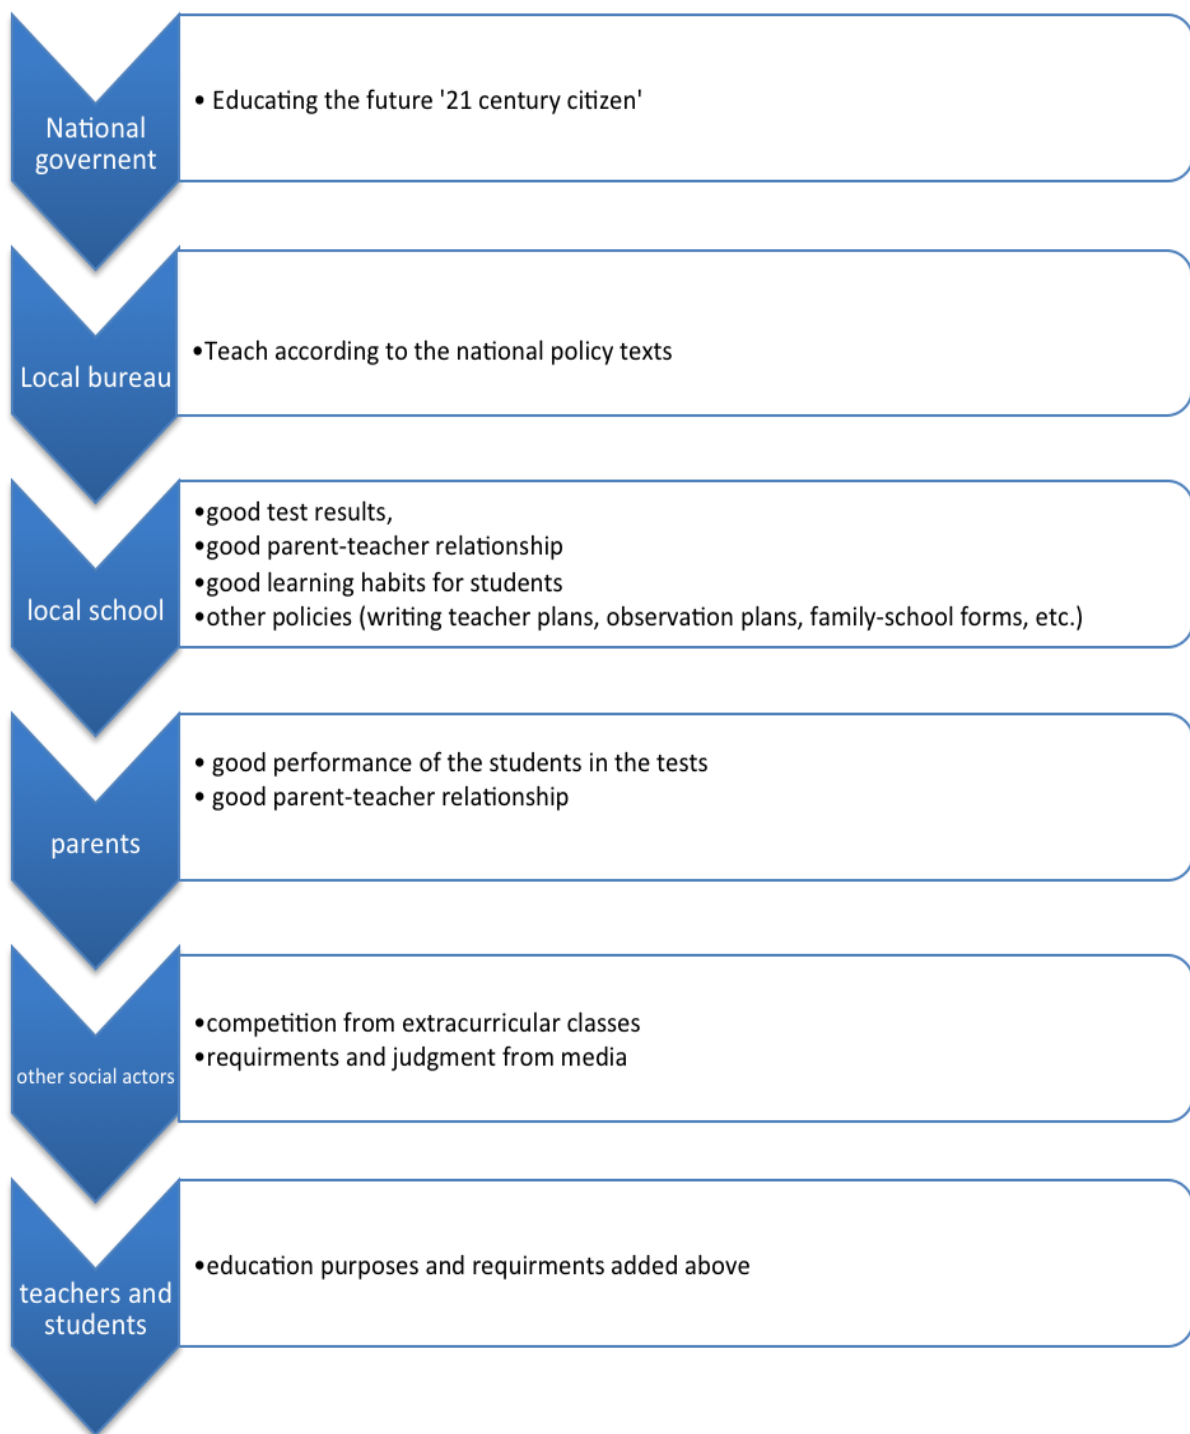 National
governent
• Educating the future '21 century citizen'
Local bureau
•Teach according to the national policy texts
local school
•good test results,
•good parent-teacher relationship
•good learning habits for students
•other policies (writing teacher plans, observation plans, family-school forms, etc.)
parents
• good performance of the students in the tests
• good parent-teacher relationship
other social actors
•competition from extracurricular classes
•requirments and judgment from media
teachers and
students
•education purposes and requirments added above